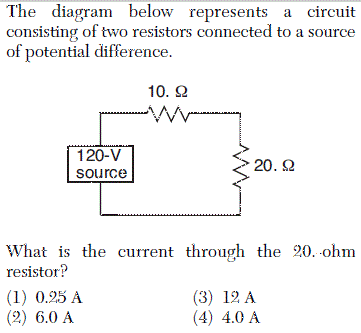 The diagram below represents a circuit
consisting of two resistors connected to a source
of potential difference.
10. Ω
120-V
source
20. Ω
What is the current through the 20.-ohm
resistor?
(1) 0.25 A
(3) 12 A
(2) 6.0 A
(4) 4.0 A